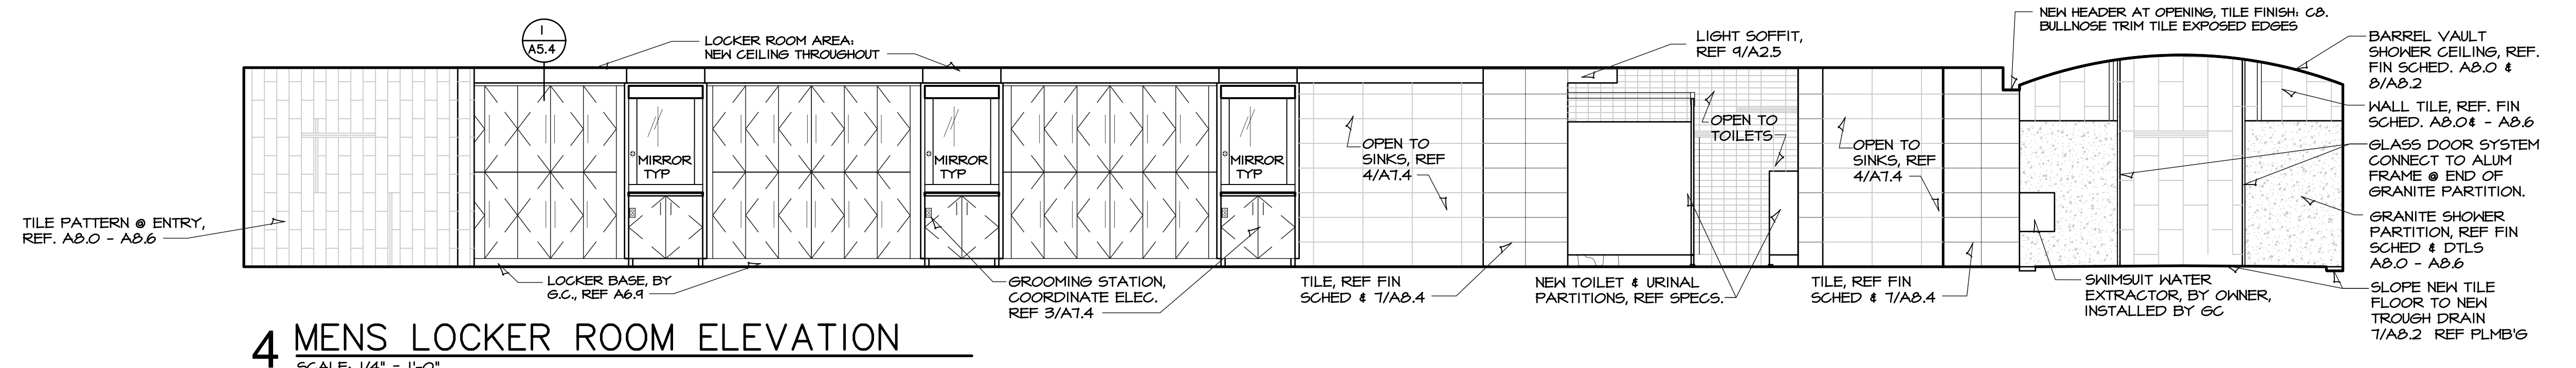 1
A5.4
LOCKER ROOM AREA:
NEW CEILING THROUGHOUT
LIGHT SOFFIT,
REF 9/A2.5
NEW HEADER AT OPENING, TILE FINISH: C8.
BULLNOSE TRIM TILE EXPOSED EDGES
BARREL VAULT
SHOWER CEILING, REF.
FIN SCHED. A8.0 &
8/A8.2
WALL TILE, REF. FIN
SCHED. A8.0& - A8.6
GLASS DOOR SYSTEM
CONNECT TO ALUM
FRAME @ END OF
GRANITE PARTITION.
GRANITE SHOWER
PARTITION, REF FIN
SCHED & DTLS
A8.0 - A8.6
SLOPE NEW TILE
FLOOR TO NEW
TROUGH DRAIN
7/A8.2 REF PLMB'G
MIRROR
TYP
MIRROR
TYP
MIRROR
TYP
OPEN TO
SINKS, REF
4/A7.4
OPEN TO
TOILETS
OPEN TO
SINKS, REF
4/A7.4
TILE PATTERN @ ENTRY,
REF. A8.0 - A8.6
LOCKER BASE, BY
G.C., REF A6.9
GROOMING STATION,
COORDINATE ELEC.
REF 3/A7.4
TILE, REF FIN
SCHED & 7/A8.4
NEW TOILET & URINAL
PARTITIONS, REF SPECS.
TILE, REF FIN
SCHED & 7/A8.4
SWIMSUIT WATER
EXTRACTOR, BY OWNER,
INSTALLED BY GC
4 MENS LOCKER ROOM ELEVATION
SCALE: 1/4" = 1'-0"